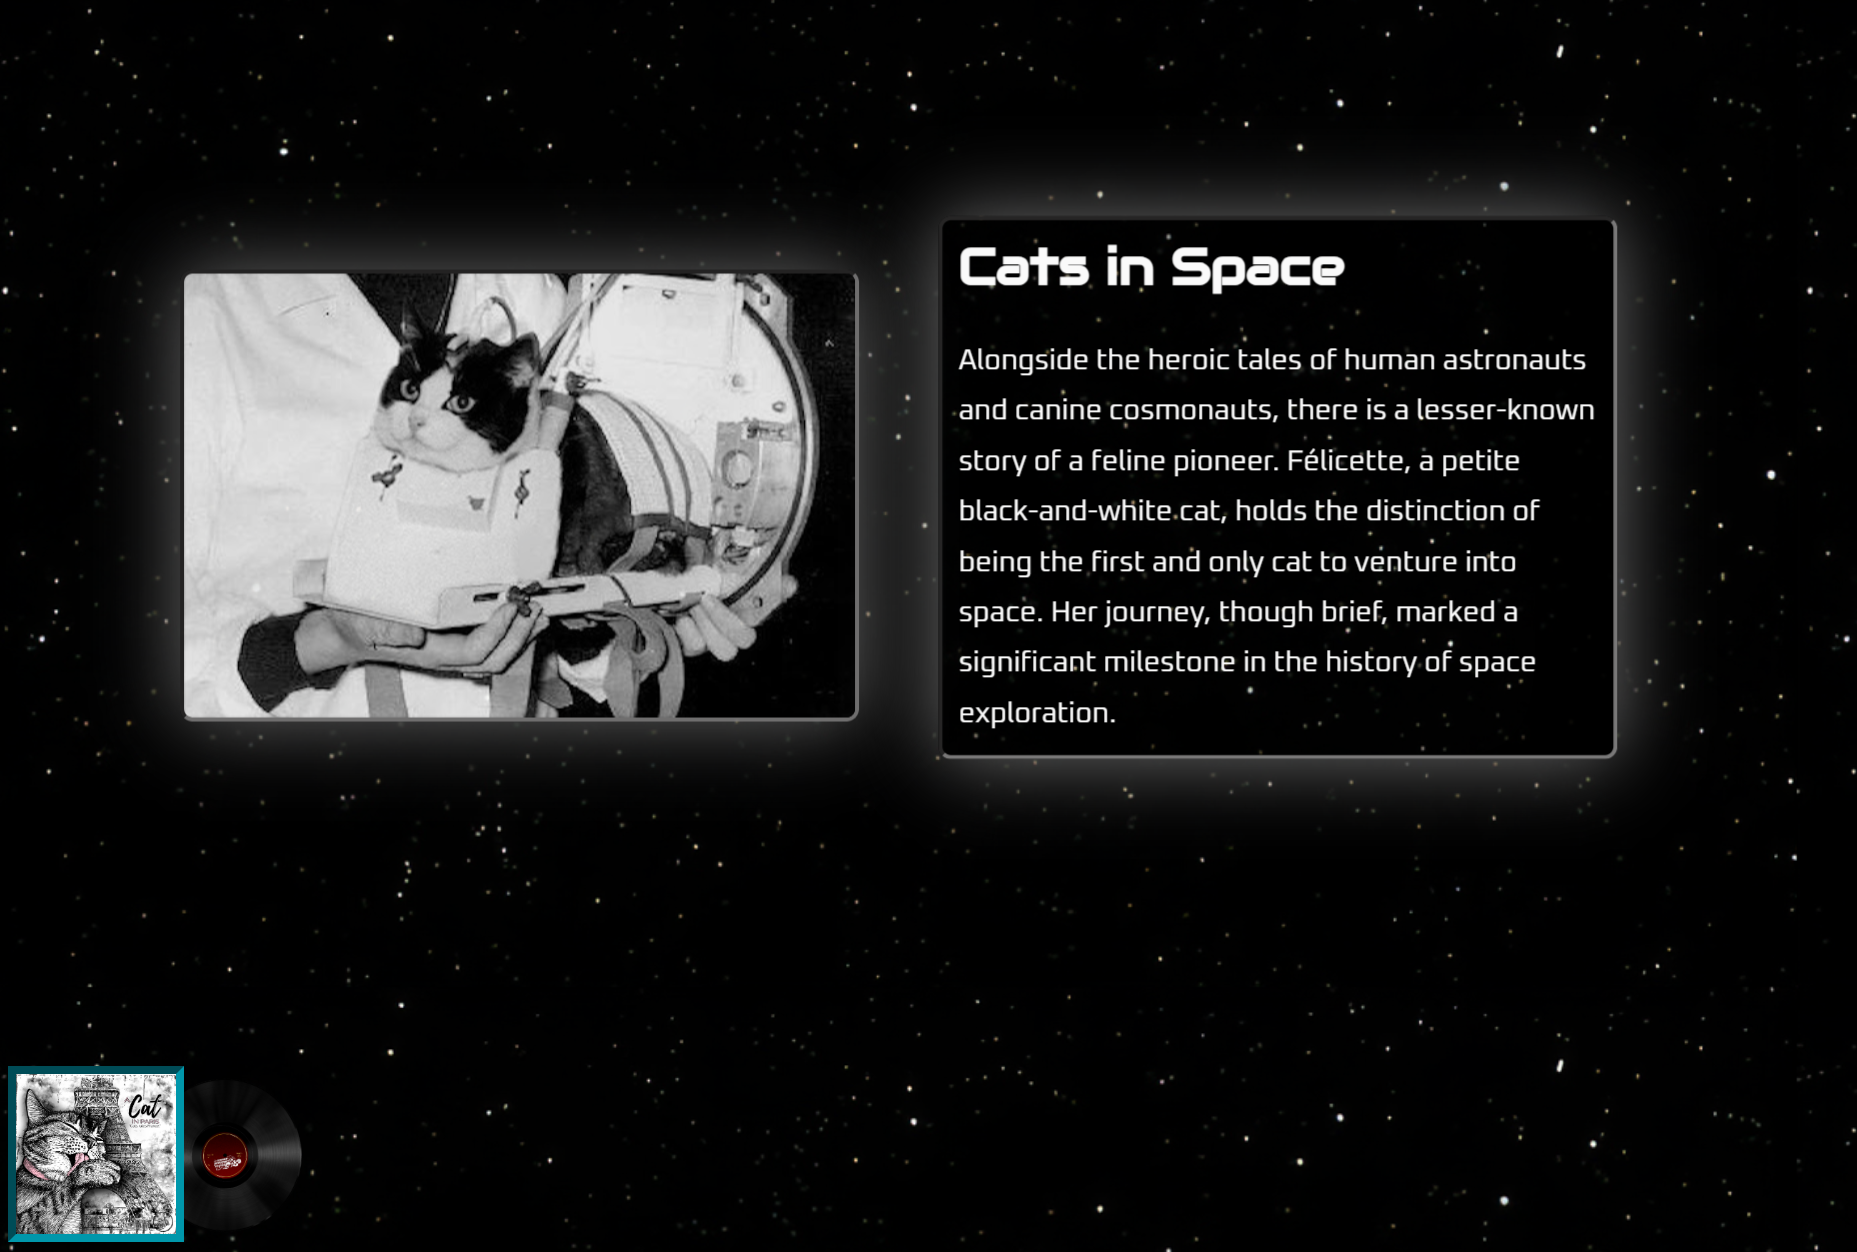 Cats in Space
Alongside the heroic tales of human astronauts
and canine cosmonauts, there is a lesser-known
story of a feline pioneer. Félicette, a petite
black-and-white cat, holds the distinction of
being the first and only cat to venture into
space. Her journey, though brief, marked a
significant milestone in the history of space
exploration.
Cat
IN PARIS